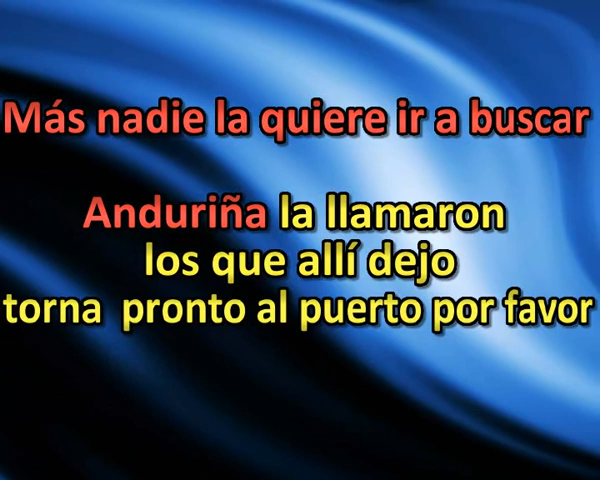 Más nadie la quiere ir a buscar
Anduriña la llamaron
los que allí dejo
torna pronto al puerto por favor